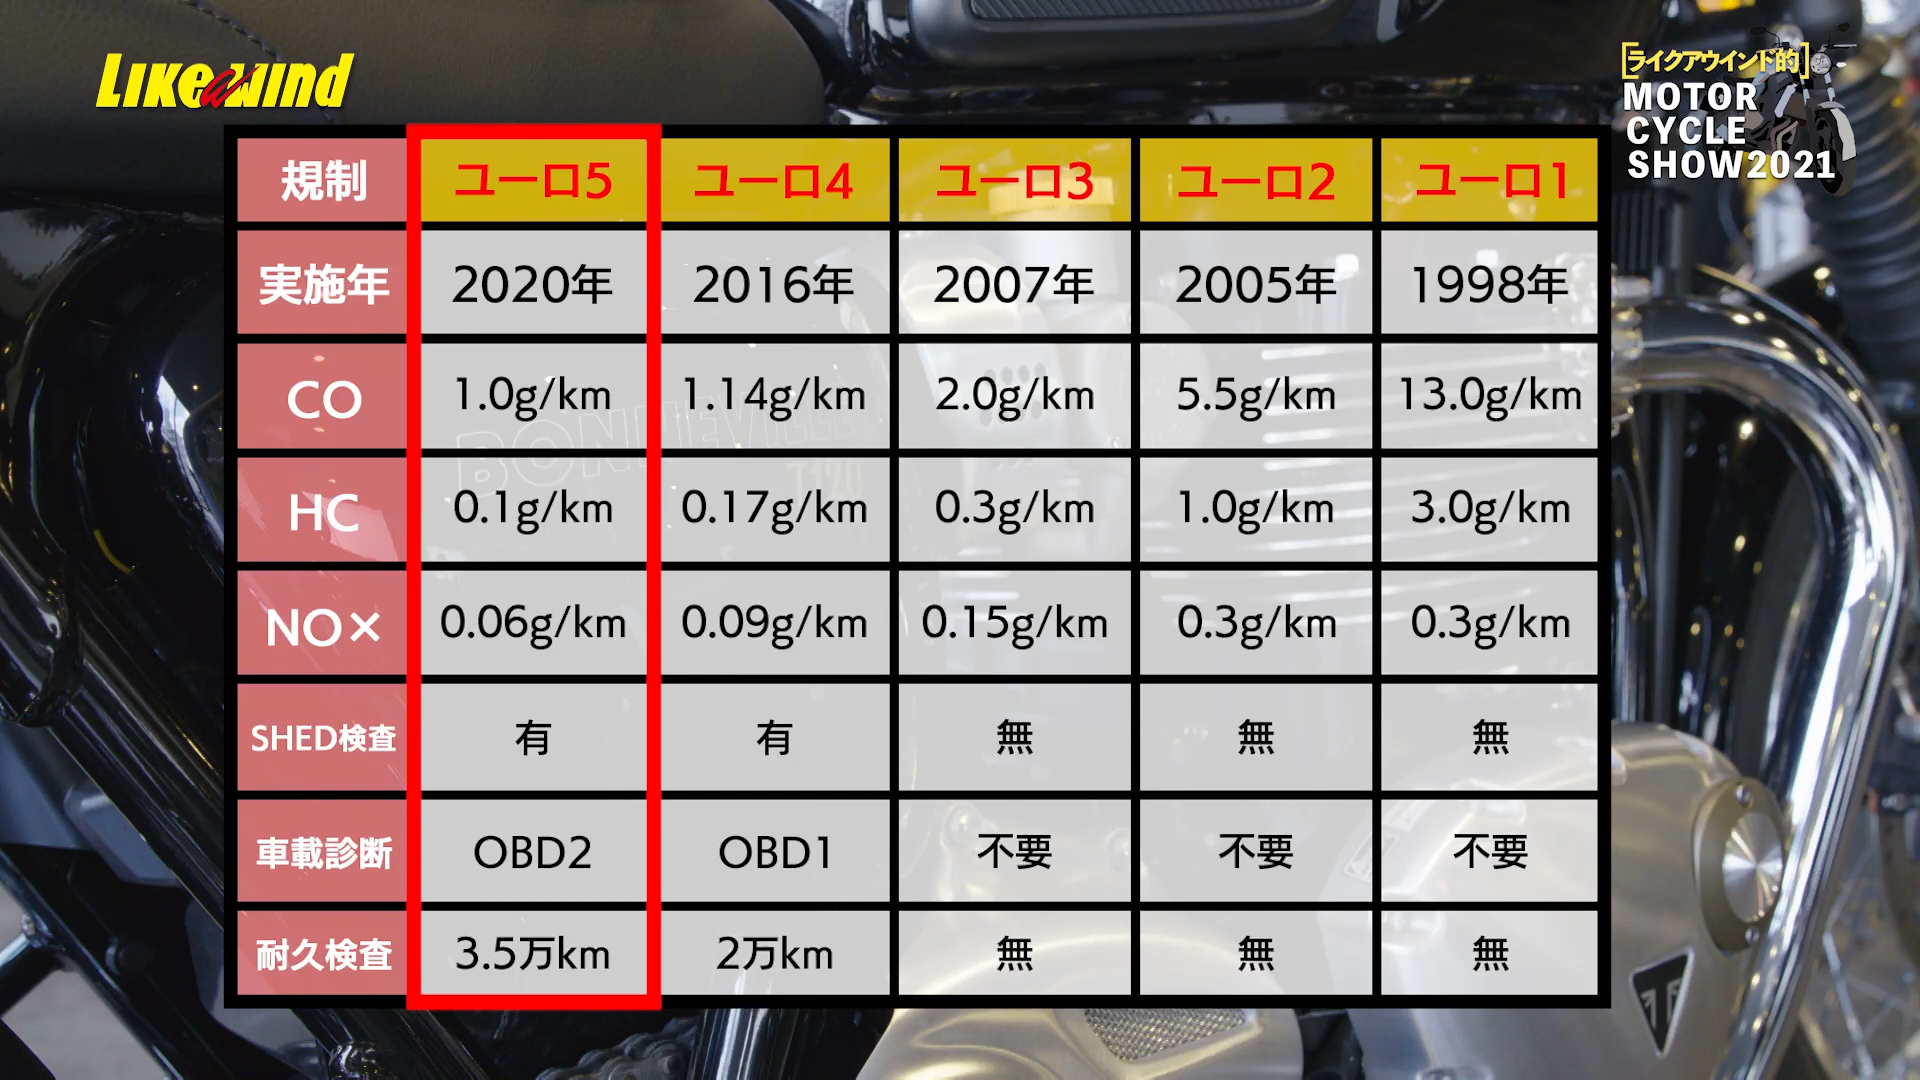 LIKE a WIND
[ライクアウインド的]
MOTOR
CYCLE
SHOW2021
規制 ユーロ5 ユーロ4 ユーロ3 ユーロ2 ユーロ1
実施年 2020年 2016年 2007年 2005年 1998年
CO 1.0g/km 1.14g/km 2.0g/km 5.5g/km 13.0g/km
HC 0.1g/km 0.17g/km 0.3g/km 1.0g/km 3.0g/km
NO× 0.06g/km 0.09g/km 0.15g/km 0.3g/km 0.3g/km
SHED検査 有 有 無 無 無
車載診断 OBD2 OBD1 不要 不要 不要
耐久検査 3.5万km 2万km 無 無 無
BONNEVILLE
T120